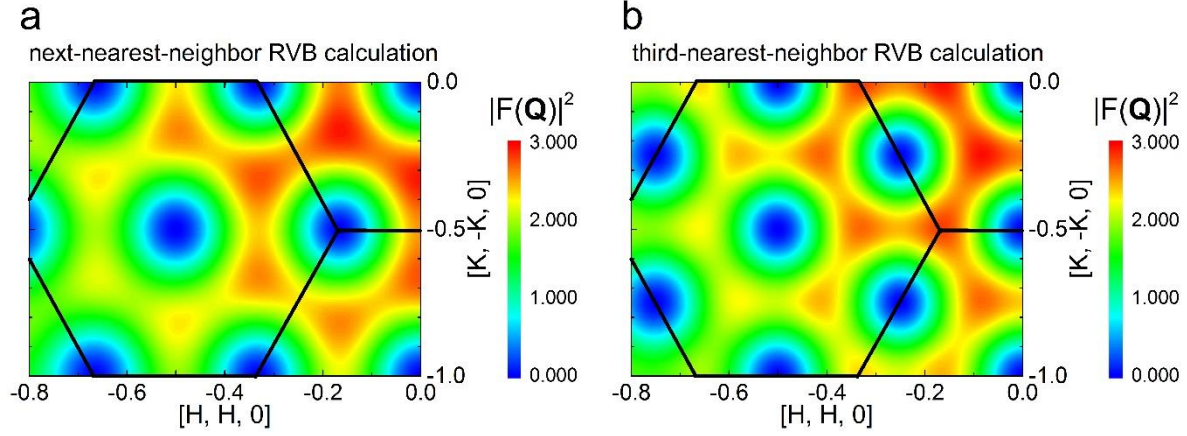 a
next-nearest-neighbor RVB calculation
0.0
-0.5
-1.0
[K, -K, 0]
-0.8 -0.6 -0.4 -0.2 0.0
[H, H, 0]
|F(Q)|²
3.000
2.000
1.000
0.000
b
third-nearest-neighbor RVB calculation
0.0
-0.5
-1.0
[K, -K, 0]
-0.8 -0.6 -0.4 -0.2 0.0
[H, H, 0]
|F(Q)|²
3.000
2.000
1.000
0.000